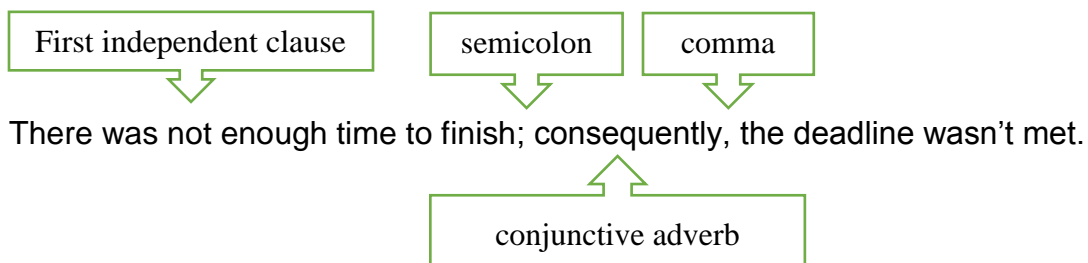 First independent clause
semicolon
comma
There was not enough time to finish; consequently, the deadline wasn’t met.
conjunctive adverb